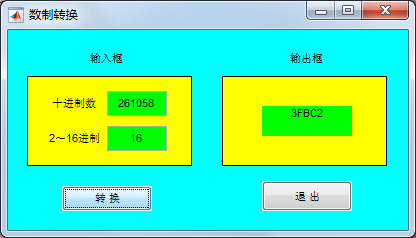 数制转换
输入框
输出框
十进制数 261058
3FBC2
2～16进制 16
转 换
退 出